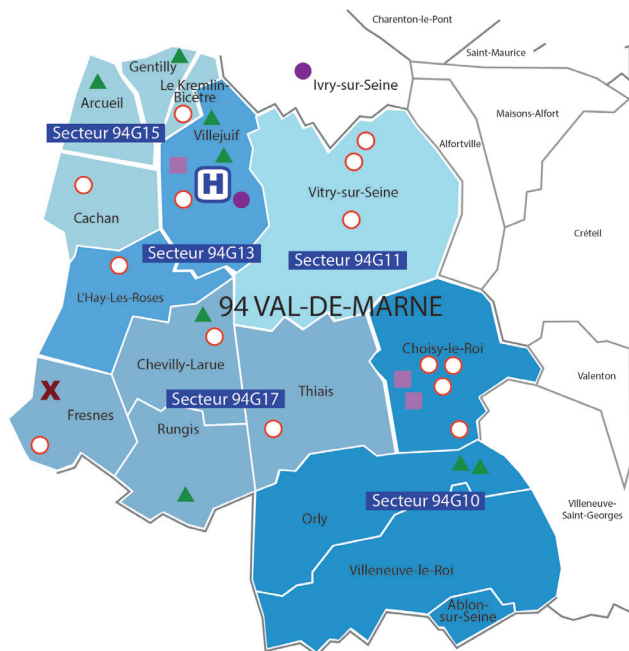 Charenton-le-Pont
Saint-Maurice
Gentilly
Le Kremlin-
Bicêtre
Ivry-sur-Seine
Arcueil
Maisons-Alfort
Secteur 94G15
Villejuif
Alfortville
H
Vitry-sur-Seine
Cachan
Créteil
Secteur 94G13
Secteur 94G11
L'Hay-Les-Roses
94 VAL-DE-MARNE
Choisy-le-Roi
Chevilly-Larue
Valenton
Thiais
X
Secteur 94G17
Fresnes
Rungis
Secteur 94G10
Villeneuve-
Saint-Georges
Orly
Villeneuve-le-Roi
Ablon-
sur-Seine